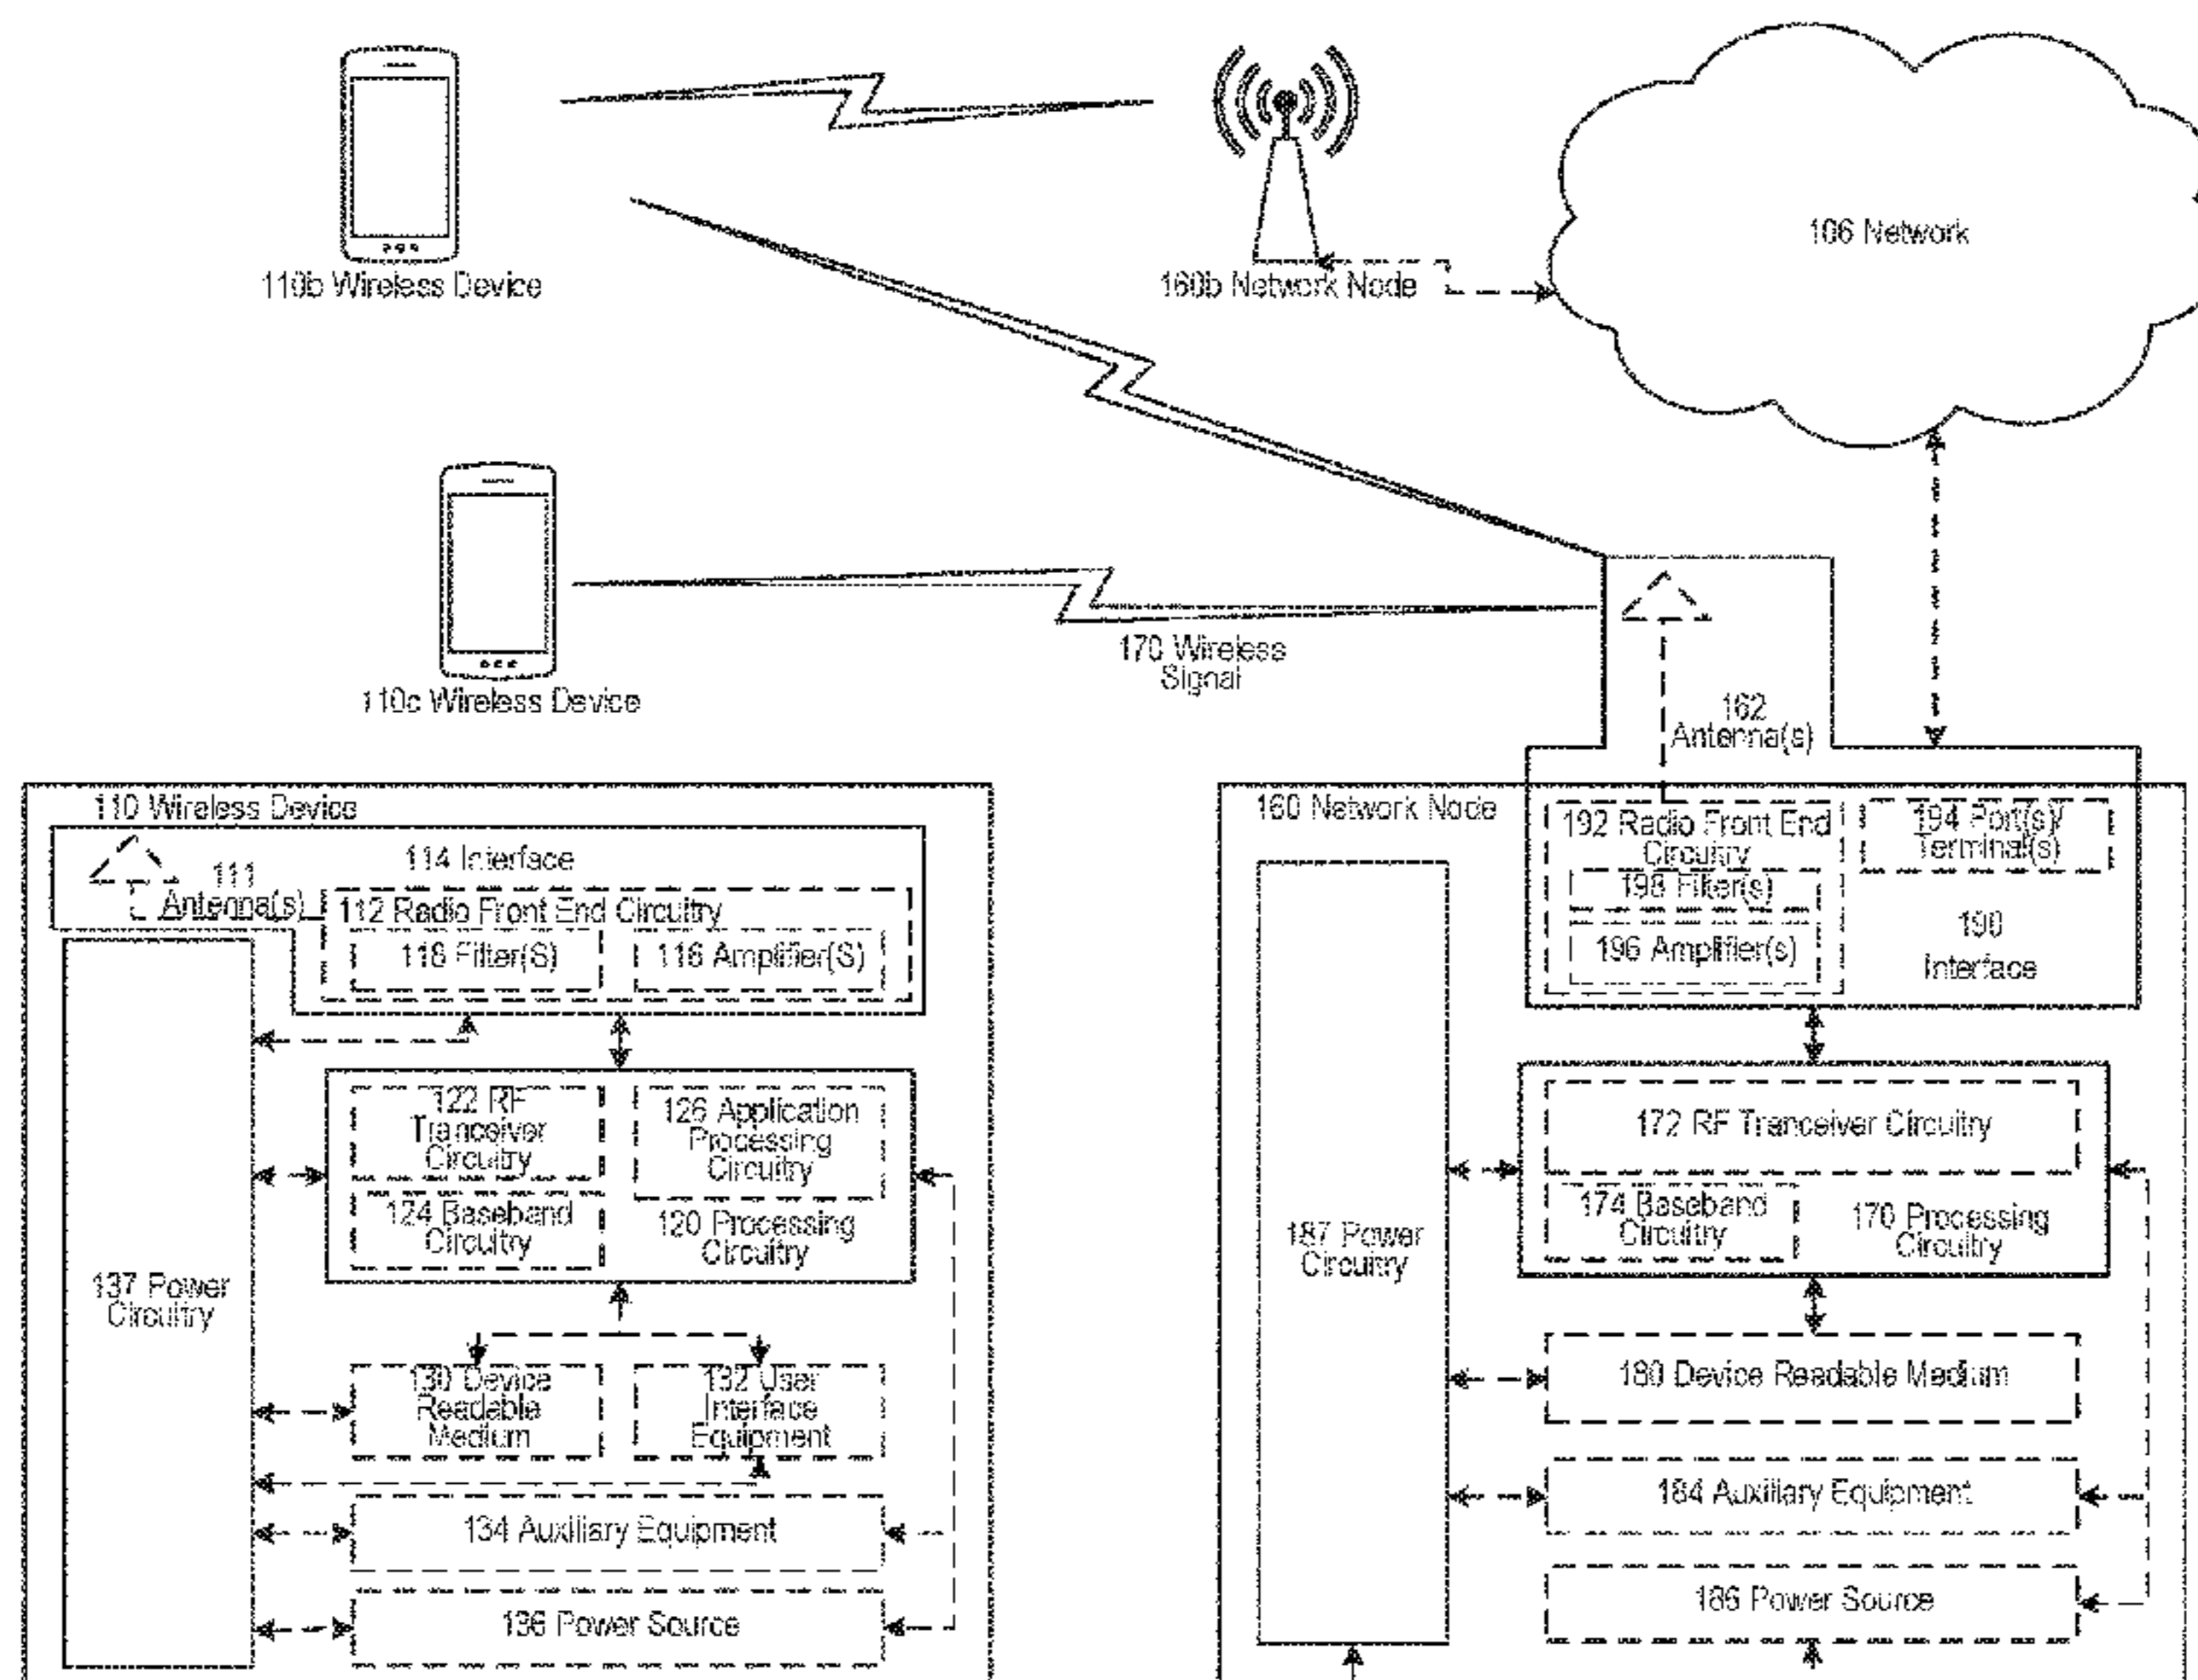 106 Network
110b Wireless Device
160b Network Node
110c Wireless Device
170 Wireless
Signal
162
Antenna(s)
110 Wireless Device
114 Interface
111
Antenna(s)
112 Radio Front End Circuitry
118 Filter(S)
116 Amplifier(S)
122 RF
Tranceiver
Circuitry
126 Application
Processing
Circuitry
124 Baseband
Circuitry
120 Processing
Circuitry
137 Power
Circuitry
130 Device
Readable
Medium
132 User
Interface
Equipment
134 Auxiliary Equipment
136 Power Source
160 Network Node
192 Radio Front End
Circuitry
198 Filter(s)
196 Amplifier(s)
194 Port(s)/
Terminal(s)
190
Interface
172 RF Tranceiver Circuitry
174 Baseband
Circuitry
170 Processing
Circuitry
187 Power
Circuitry
180 Device Readable Medium
184 Auxiliary Equipment
186 Power Source